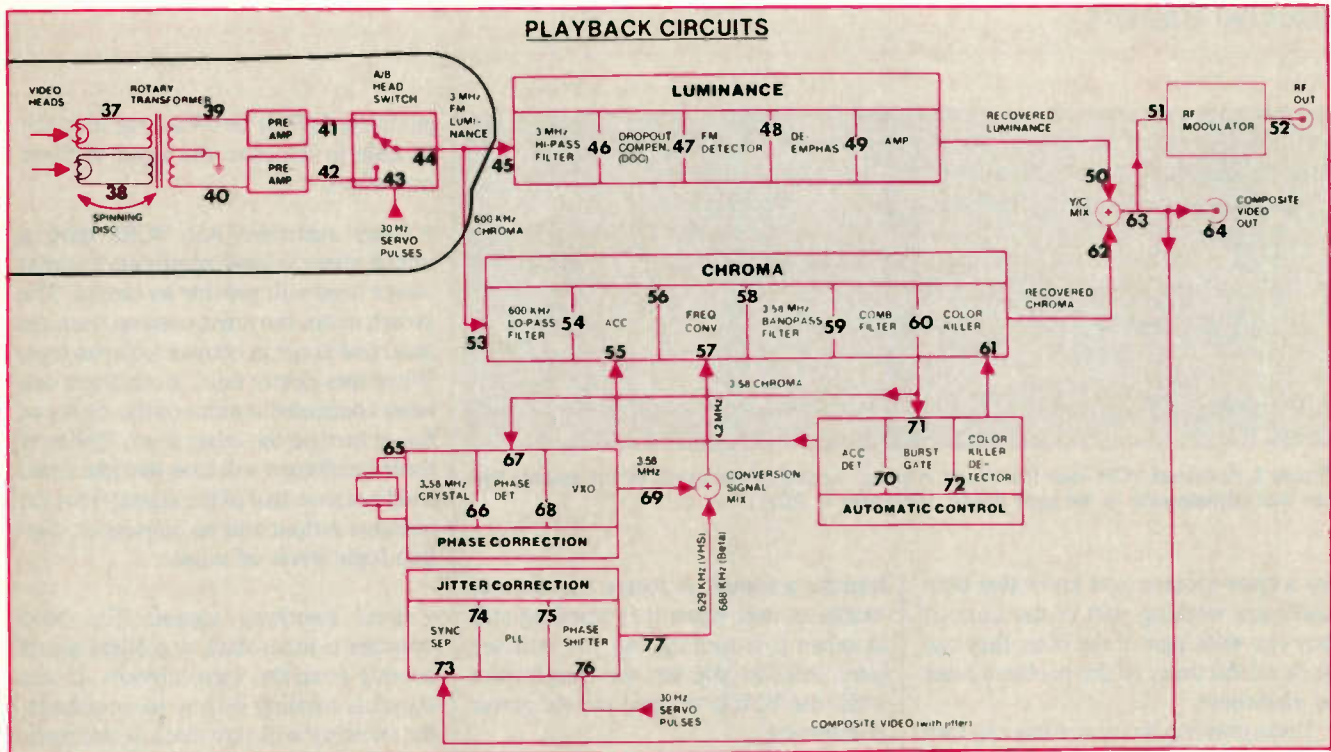 PLAYBACK CIRCUITS
VIDEO
HEADS
37
ROTARY
TRANSFORMER
39
PRE-
AMP
41
A/B
HEAD
SWITCH
3 MHz
FM LUMI-
NANCE
44
45
38
SPINNING
DISC
40
PRE-
AMP
42
43
30 Hz
SERVO
PULSES
600 KHz
CHROMA
LUMINANCE
3 MHz
HI-PASS
FILTER
46
DROPOUT
COMPEN.
(DOC)
47
FM
DETECTOR
48
DE-
EMPHAS
49
AMP
RECOVERED
LUMINANCE
50
Y/C
MIX
62
63
51
RF
MODULATOR
52
RF
OUT
COMPOSITE
VIDEO OUT
64
CHROMA
53
600 KHz
LO-PASS
FILTER
54
ACC
55
56
FREQ
CONV
57
58
3.58 MHz
BANDPASS
FILTER
59
COMB
FILTER
60
COLOR
KILLER
61
RECOVERED
CHROMA
3.58 CHROMA
4.2 MHz
65
3.58 MHz
CRYSTAL
66
67
PHASE
DET
68
VXO
PHASE CORRECTION
3.58
MHz
69
CONVERSION
SIGNAL
MIX
ACC
DET
70
71
BURST
GATE
72
COLOR
KILLER
DE-
TECTOR
AUTOMATIC CONTROL
629 KHz (VHS)
688 KHz (Beta)
JITTER CORRECTION
SYNC
SEP
73
74
PLL
75
PHASE
SHIFTER
76
77
30 Hz
SERVO
PULSES
COMPOSITE VIDEO (with jitter)